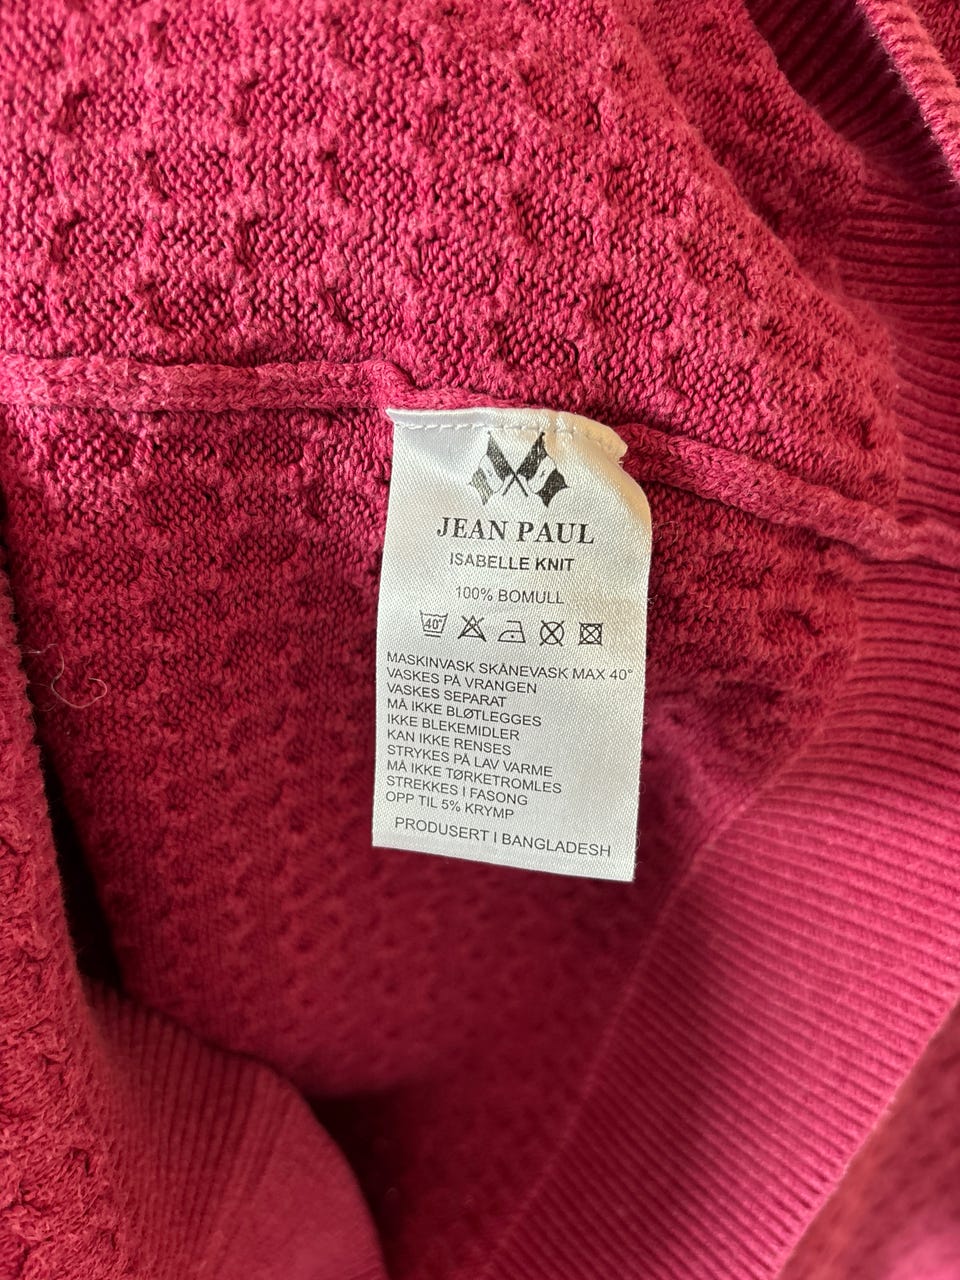 JEAN PAUL
ISABELLE KNIT
100% BOMULL
40°
MASKINVASK SKÅNEVASK MAX 40°
VASKES PÅ VRANGEN
VASKES SEPARAT
MÅ IKKE BLØTLEGGES
IKKE BLEKEMIDLER
KAN IKKE RENSES
STRYKES PÅ LAV VARME
MÅ IKKE TØRKETROMLES
STREKKES I FASONG
OPP TIL 5% KRYMP
PRODUSERT I BANGLADESH